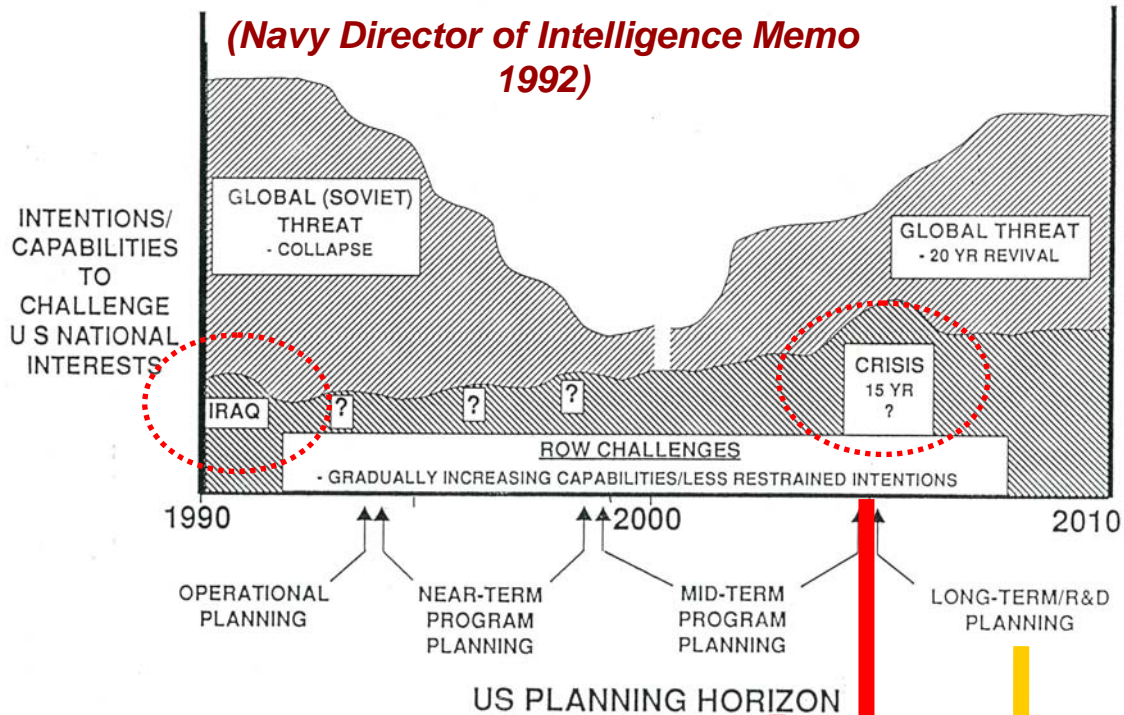 (Navy Director of Intelligence Memo
1992)
INTENTIONS/
CAPABILITIES
TO
CHALLENGE
U S NATIONAL
INTERESTS
GLOBAL (SOVIET)
THREAT
- COLLAPSE
GLOBAL THREAT
- 20 YR REVIVAL
IRAQ
?
?
?
CRISIS
15 YR
?
ROW CHALLENGES
- GRADUALLY INCREASING CAPABILITIES/LESS RESTRAINED INTENTIONS
1990
2000
2010
OPERATIONAL
PLANNING
NEAR-TERM
PROGRAM
PLANNING
MID-TERM
PROGRAM
PLANNING
LONG-TERM/R&D
PLANNING
US PLANNING HORIZON